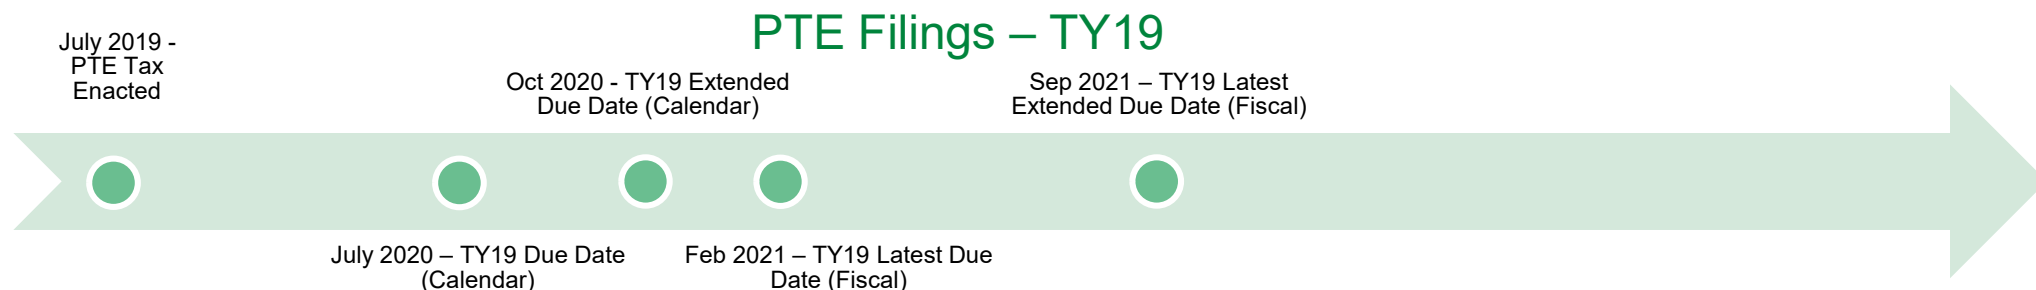 PTE Filings – TY19
July 2019 -
PTE Tax
Enacted
Oct 2020 - TY19 Extended
Due Date (Calendar)
Sep 2021 – TY19 Latest
Extended Due Date (Fiscal)
July 2020 – TY19 Due Date
(Calendar)
Feb 2021 – TY19 Latest Due
Date (Fiscal)